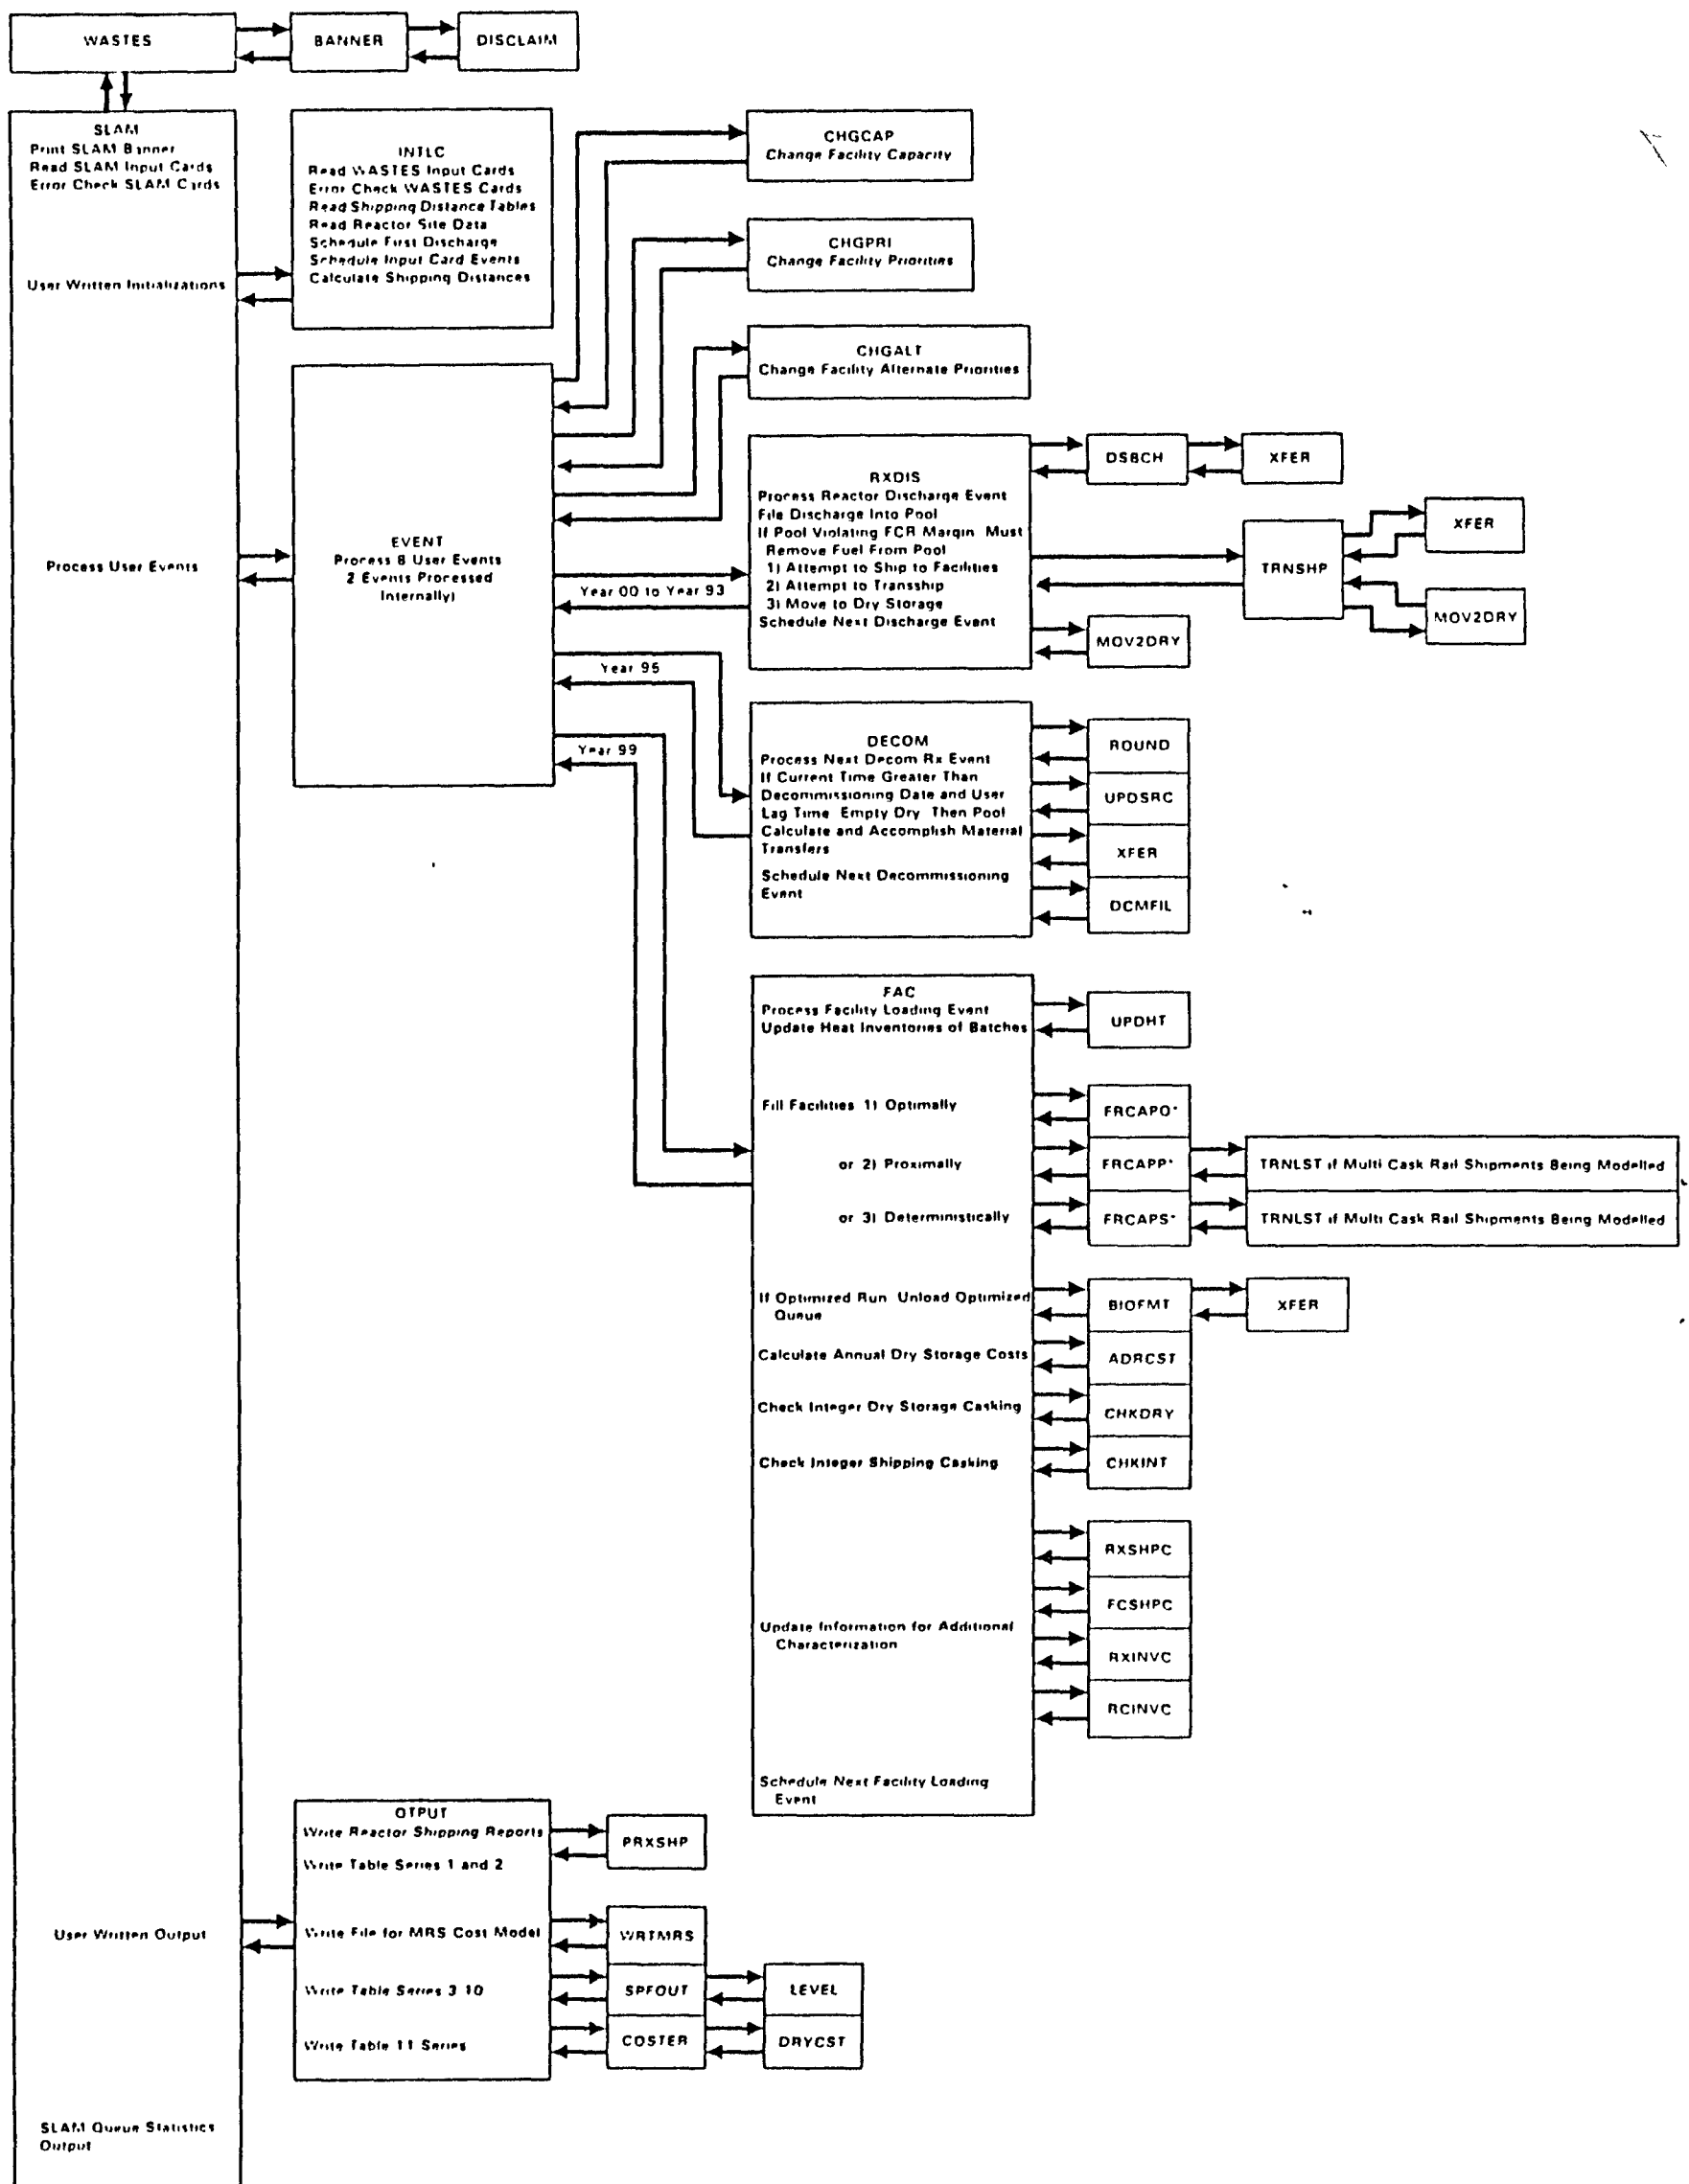 WASTES
BANNER
DISCLAIM
SLAM
Print SLAM Banner
Read SLAM Input Cards
Error Check SLAM Cards
User Written Initializations
Process User Events
User Written Output
SLAM Queue Statistics
Output
INTLC
Read WASTES Input Cards
Error Check WASTES Cards
Read Shipping Distance Tables
Read Reactor Site Data
Schedule First Discharge
Schedule Input Card Events
Calculate Shipping Distances
EVENT
Process 8 User Events
2 Events Processed
Internally)
CHGCAP
Change Facility Capacity
CHGPRI
Change Facility Priorities
CHGALT
Change Facility Alternate Priorities
Year 00 to Year 93
Year 95
Year 99
RXDIS
Process Reactor Discharge Event
File Discharge Into Pool
If Pool Violating FCR Margin Must
Remove Fuel From Pool
1) Attempt to Ship to Facilities
2) Attempt to Transship
3) Move to Dry Storage
Schedule Next Discharge Event
DSBCH
XFER
TRNSHP
XFER
MOV2DRY
MOV2DRY
DECOM
Process Next Decom Rx Event
If Current Time Greater Than
Decommissioning Date and User
Lag Time Empty Dry Then Pool
Calculate and Accomplish Material
Transfers
Schedule Next Decommissioning
Event
ROUND
UPDSRC
XFER
DCMFIL
FAC
Process Facility Loading Event
Update Heat Inventories of Batches
Fill Facilities 1) Optimally
or 2) Proximally
or 3) Deterministically
If Optimized Run Unload Optimized
Queue
Calculate Annual Dry Storage Costs
Check Integer Dry Storage Casking
Check Integer Shipping Casking
Update Information for Additional
Characterization
Schedule Next Facility Loading
Event
UPDHT
FRCAPO*
FRCAPP*
TRNLST if Multi Cask Rail Shipments Being Modelled
FRCAPS*
TRNLST if Multi Cask Rail Shipments Being Modelled
BIOFMT
XFER
ADRCST
CHKDRY
CHKINT
RXSHPC
FCSHPC
RXINVC
RCINVC
OTPUT
Write Reactor Shipping Reports
Write Table Series 1 and 2
Write File for MRS Cost Model
Write Table Series 3 10
Write Table 11 Series
PRXSHP
WRTMRS
SPFOUT
LEVEL
COSTER
DRYCST